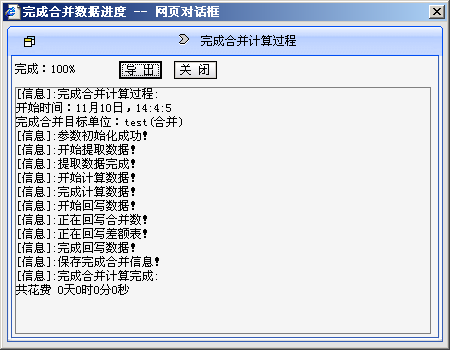 完成合并数据进度 -- 网页对话框
完成合并计算过程
完成：100%
导 出
关 闭
[信息]:完成合并计算过程:
开始时间：11月10日，14:4:5
完成合并目标单位：test(合并)
[信息]:参数初始化成功!
[信息]:开始提取数据!
[信息]:提取数据完成!
[信息]:开始计算数据!
[信息]:完成计算数据!
[信息]:开始回写数据!
[信息]:正在回写合并数!
[信息]:正在回写差额表!
[信息]:完成回写数据!
[信息]:保存完成合并信息!
[信息]:完成合并计算完成:
共花费 0天0时0分0秒